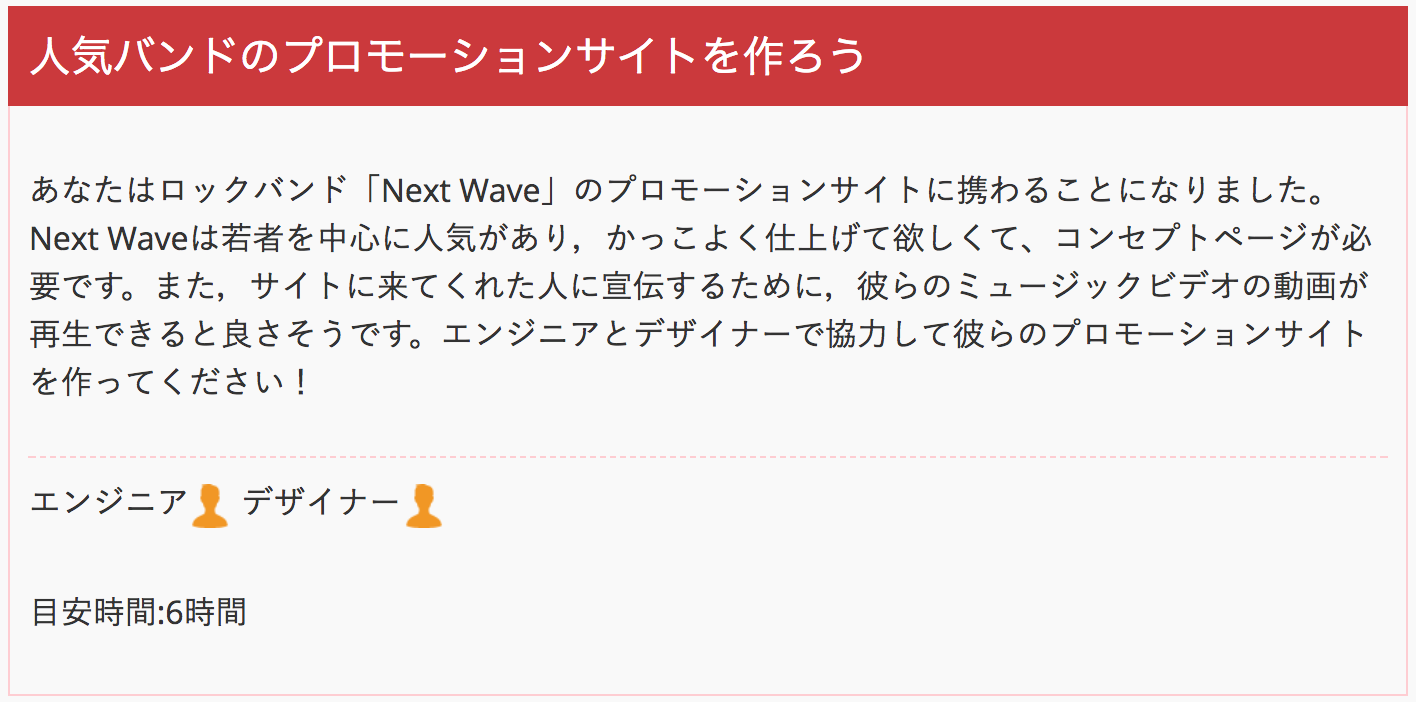 人気バンドのプロモーションサイトを作ろう
あなたはロックバンド「Next Wave」のプロモーションサイトに携わることになりました。
Next Waveは若者を中心に人気があり，かっこよく仕上げて欲しくて、コンセプトページが必
要です。また，サイトに来てくれた人に宣伝するために，彼らのミュージックビデオの動画が
再生できると良さそうです。エンジニアとデザイナーで協力して彼らのプロモーションサイト
を作ってください！
エンジニア デザイナー
目安時間:6時間